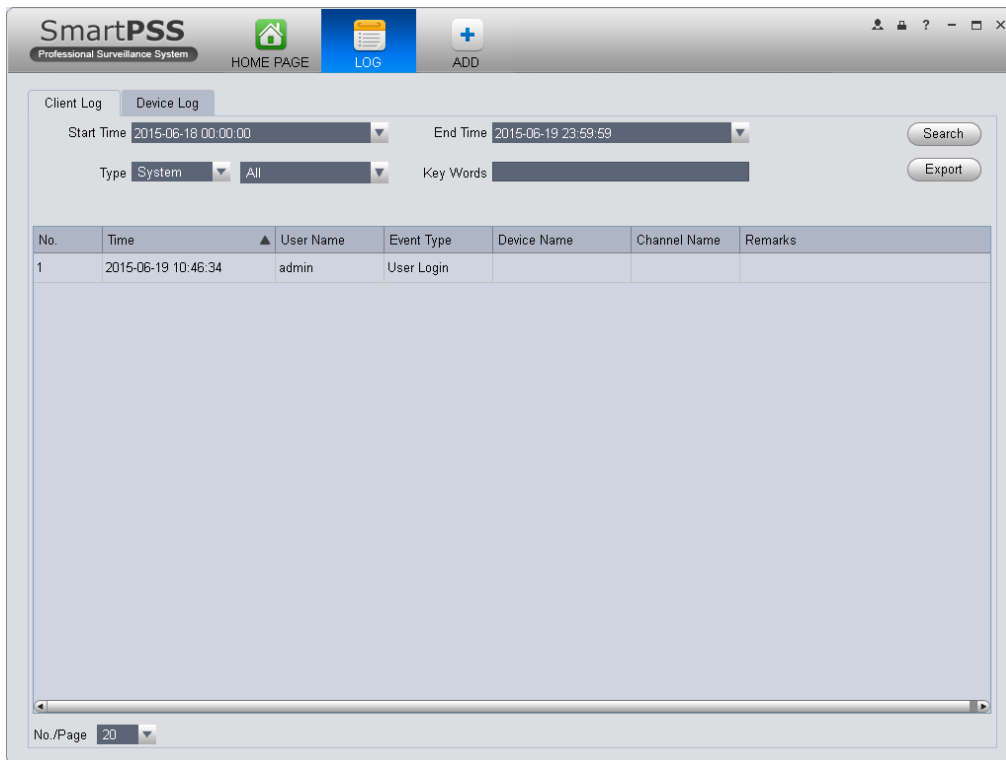 SmartPSS
Professional Surveillance System
HOME PAGE
LOG
ADD
?
Client Log
Device Log
Start Time 2015-06-18 00:00:00
End Time 2015-06-19 23:59:59
Search
Type System All
Key Words
Export
No. Time User Name Event Type Device Name Channel Name Remarks
1 2015-06-19 10:46:34 admin User Login
No./Page 20